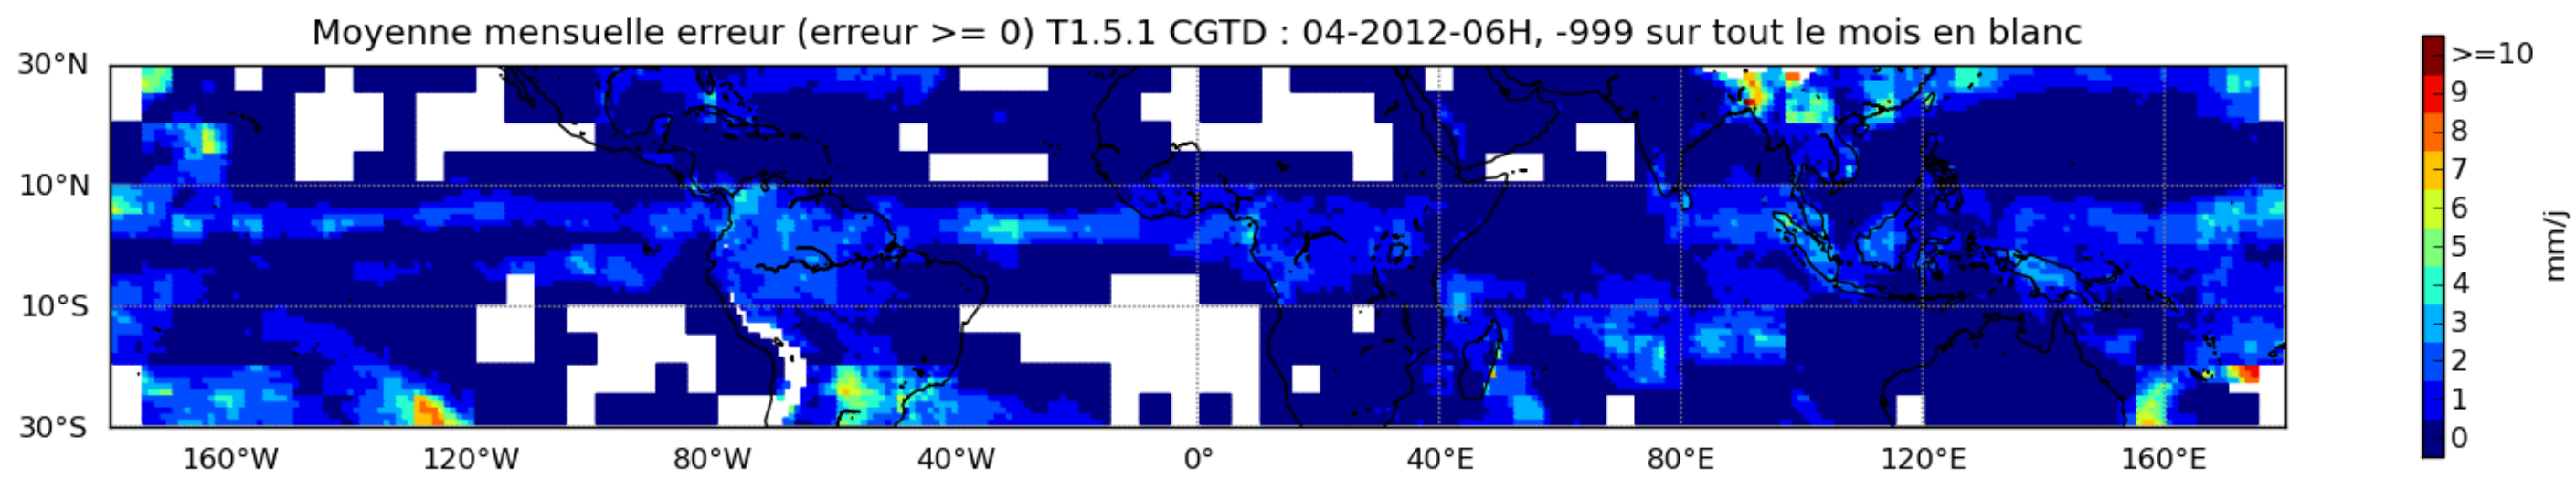 Moyenne mensuelle erreur (erreur >= 0) T1.5.1 CGTD : 04-2012-06H, -999 sur tout le mois en blanc
30°N
10°N
10°S
30°S
160°W 120°W 80°W 40°W 0° 40°E 80°E 120°E 160°E
>=10
9
8
7
6
5
4
3
2
1
0
mm/j